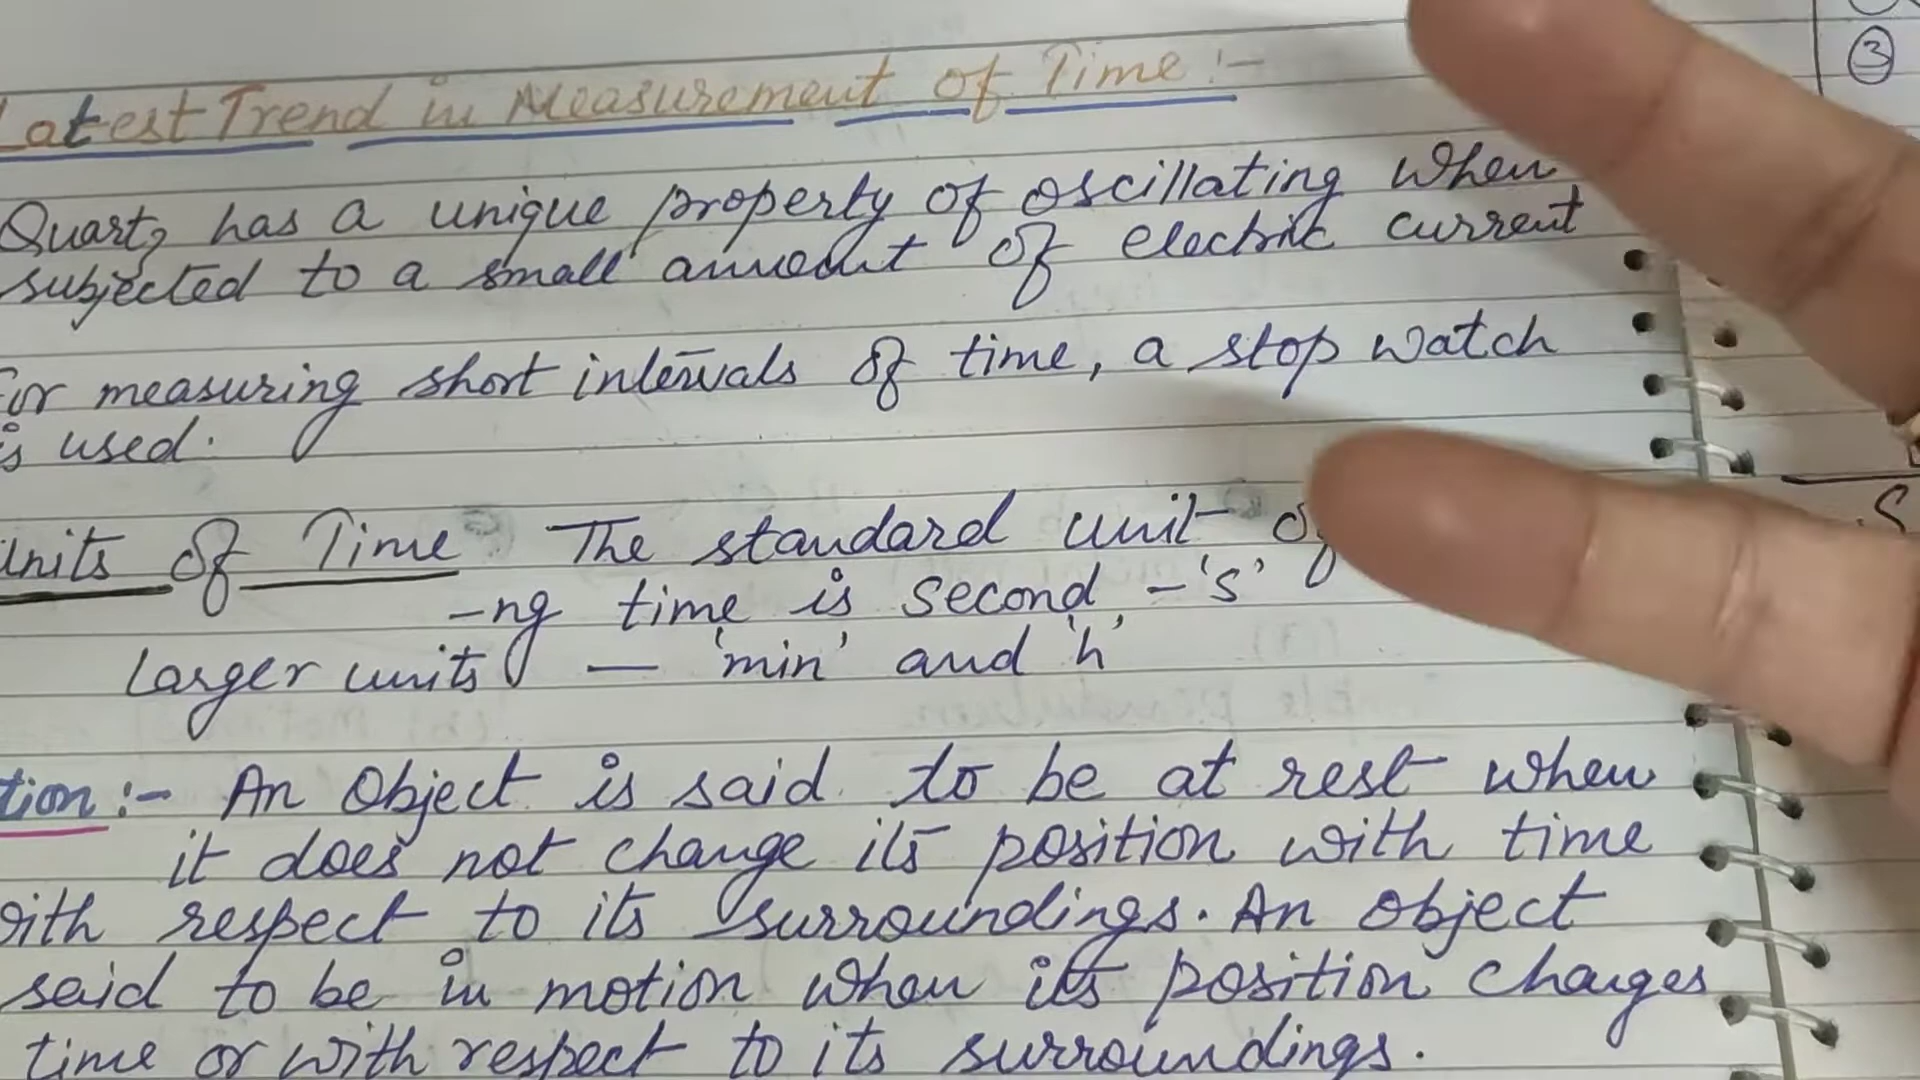 Latest Trend in Measurement of Time :-
Quartz has a unique property of oscillating when
subjected to a small amount of electric current
For measuring short intervals of time, a stop watch
is used.
Units of Time The standard unit of
-ng time is second - 's'
Larger units — 'min' and 'h'
tion :- An Object is said to be at rest when
it does not change its position with time
with respect to its surroundings. An Object
said to be in motion when its position changes
time or with respect to its surroundings.
3